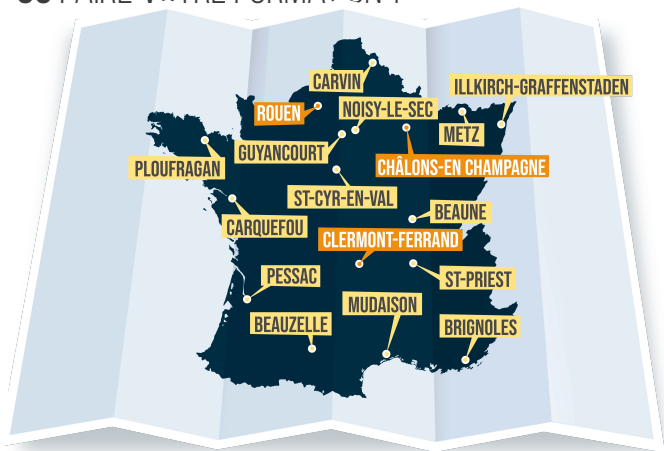 CARVIN
ILLKIRCH-GRAFFENSTADEN
ROUEN
NOISY-LE-SEC
METZ
GUYANCOURT
PLOUFRAGAN
CHÂLONS-EN CHAMPAGNE
ST-CYR-EN-VAL
BEAUNE
CARQUEFOU
CLERMONT-FERRAND
PESSAC
ST-PRIEST
MUDAISON
BEAUZELLE
BRIGNOLES